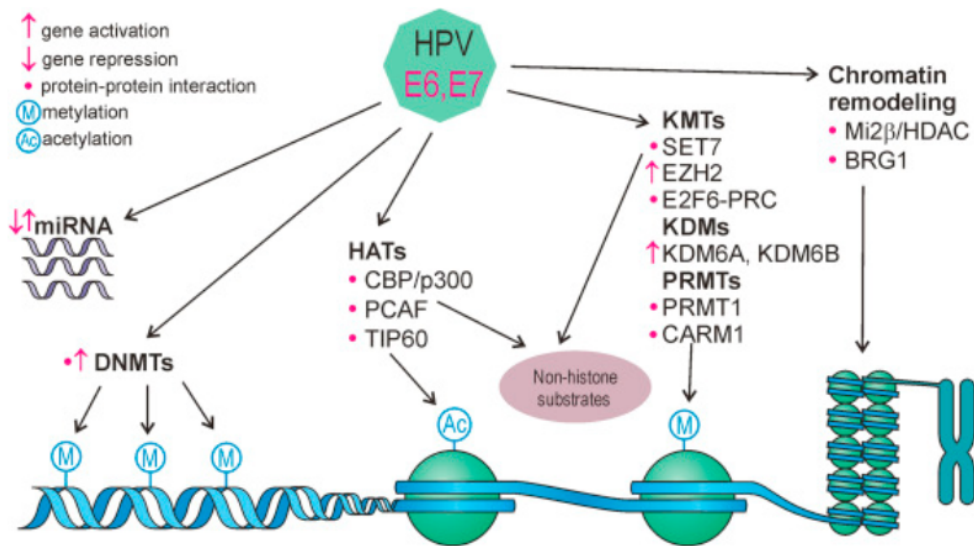 ↑ gene activation
↓ gene repression
• protein-protein interaction
M metylation
Ac acetylation
HPV
E6,E7
↓↑miRNA
•↑ DNMTs
HATs
• CBP/p300
• PCAF
• TIP60
KMTs
• SET7
↑EZH2
• E2F6-PRC
KDMs
↑KDM6A, KDM6B
PRMTs
• PRMT1
• CARM1
Chromatin
remodeling
• Mi2β/HDAC
• BRG1
Non-histone
substrates
M
M
M
Ac
M